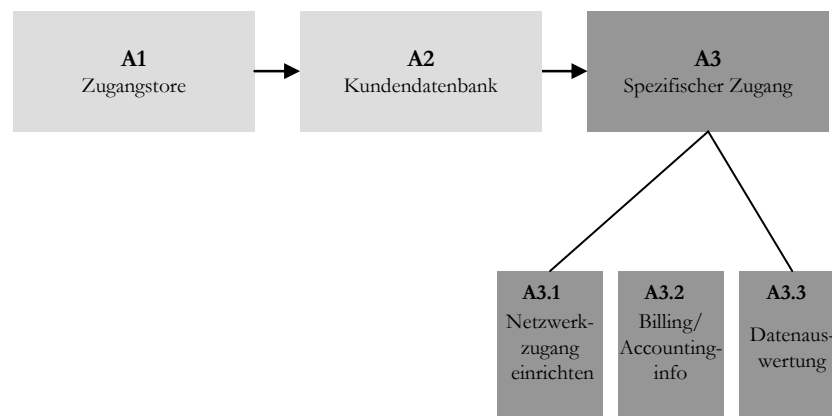 A1
Zugangstore
A2
Kundendatenbank
A3
Spezifischer Zugang
A3.1
Netzwerk-
zugang
einrichten
A3.2
Billing/
Accounting-
info
A3.3
Datenaus-
wertung